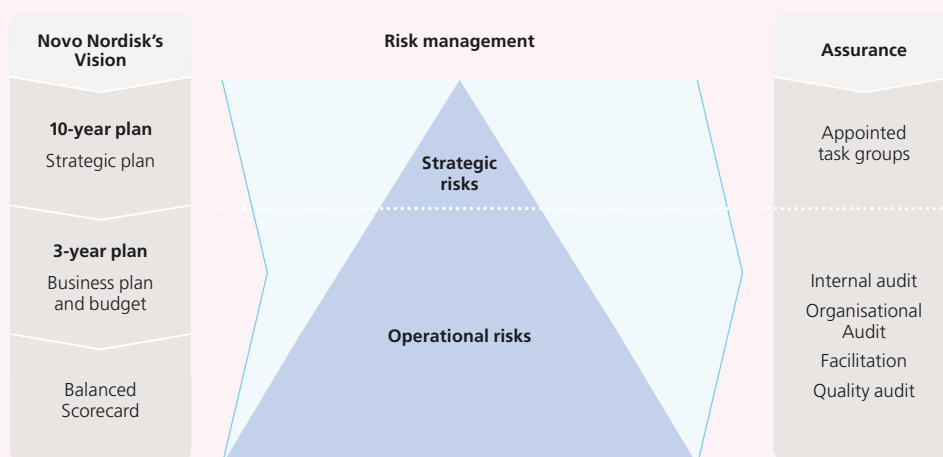 Novo Nordisk's
Vision
10-year plan
Strategic plan
3-year plan
Business plan
and budget
Balanced
Scorecard
Risk management
Strategic
risks
Operational risks
Assurance
Appointed
task groups
Internal audit
Organisational
Audit
Facilitation
Quality audit